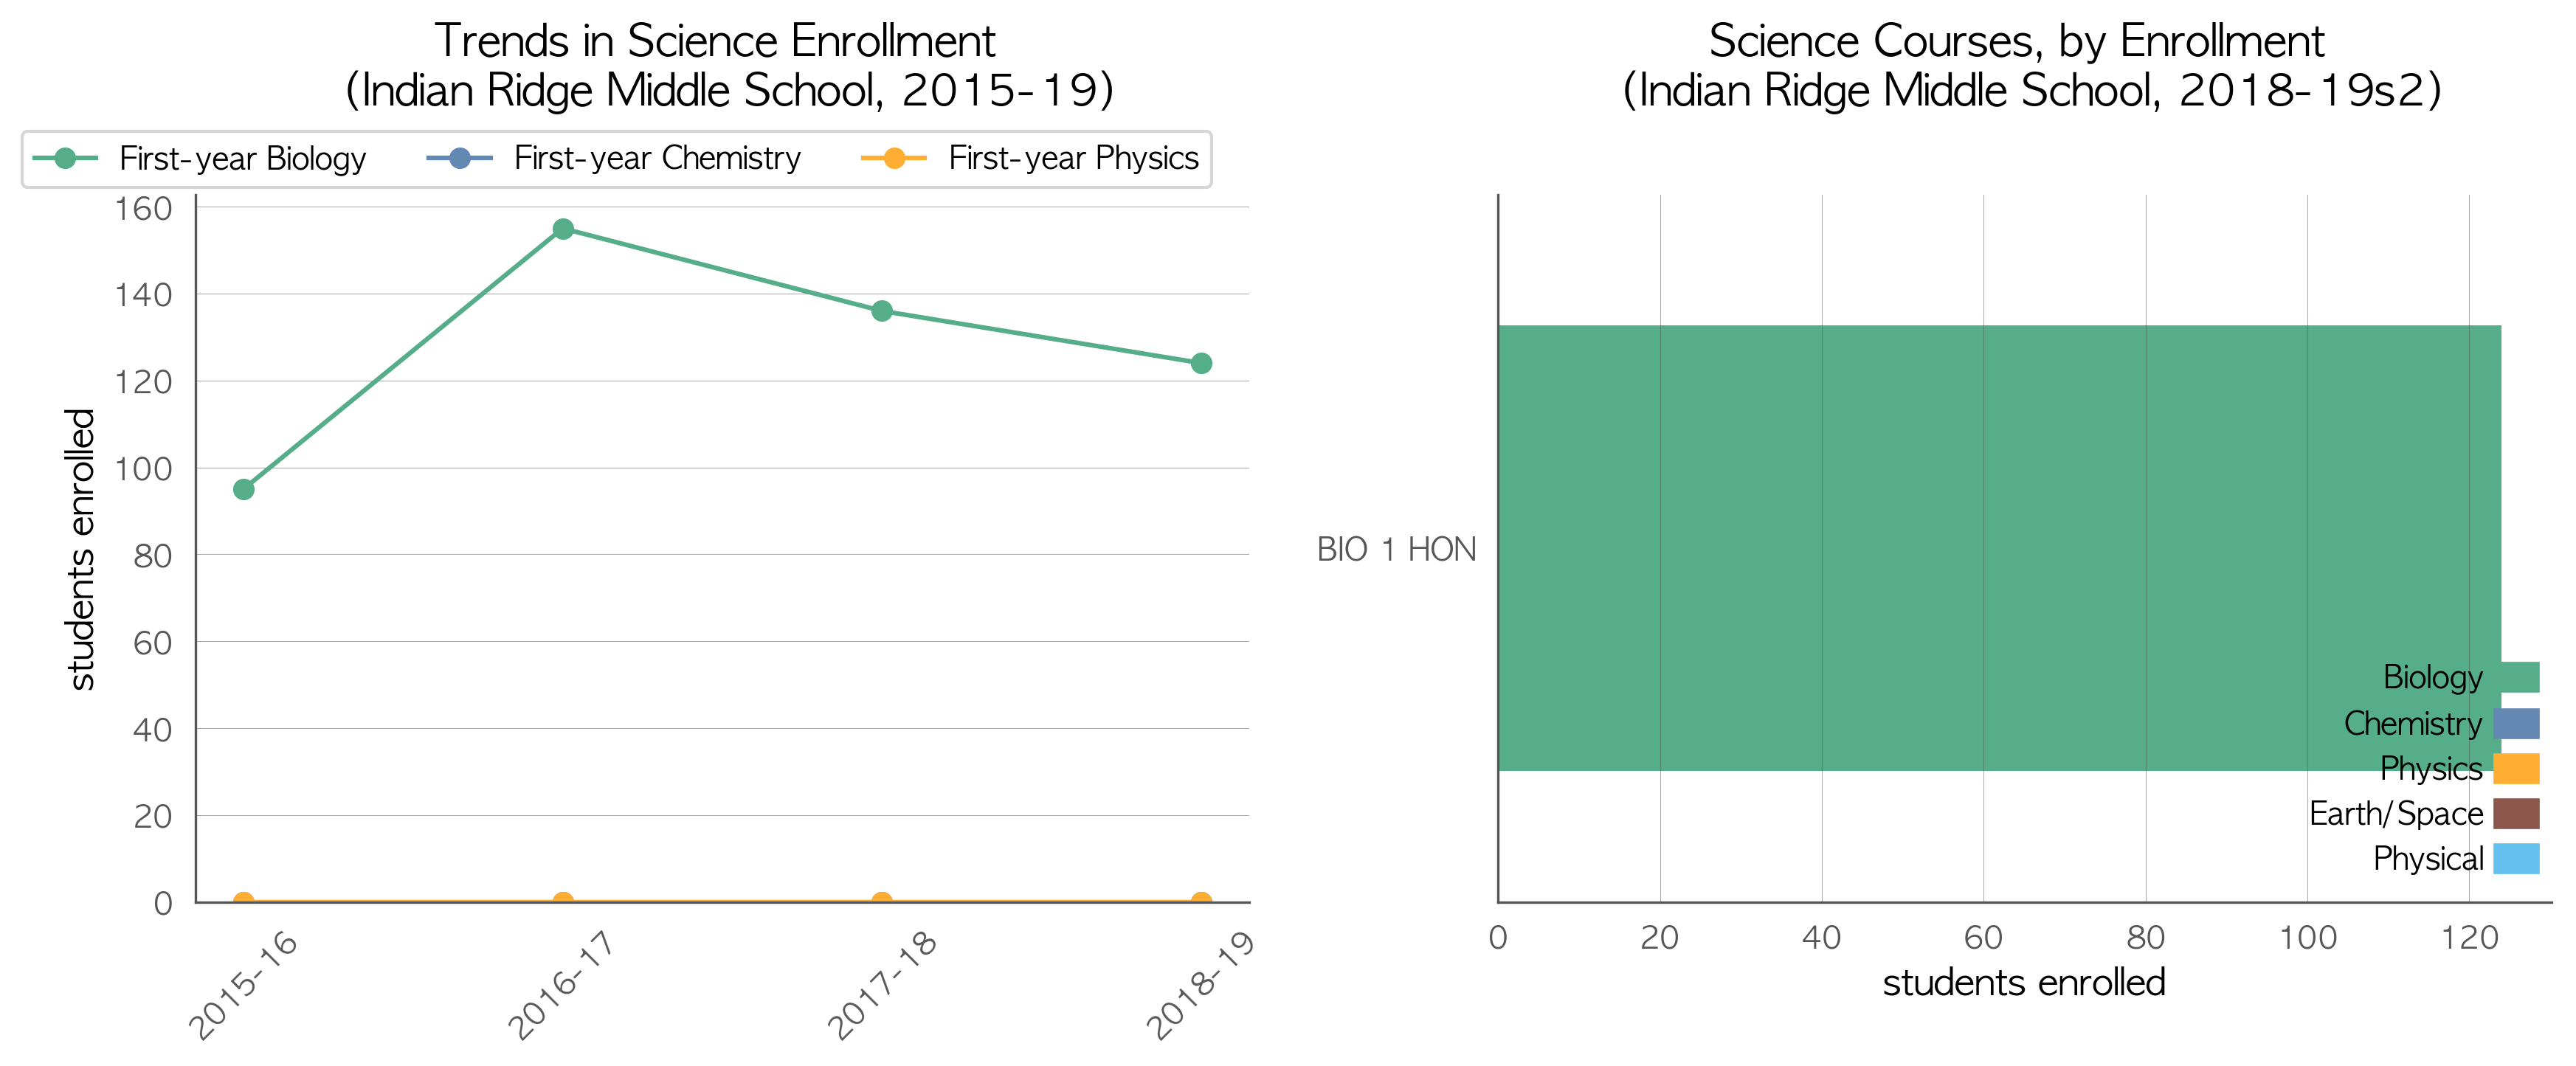 Trends in Science Enrollment
(Indian Ridge Middle School, 2015-19)
First-year Biology First-year Chemistry First-year Physics
160
140
120
100
80
60
40
20
0
students enrolled
2015-16 2016-17 2017-18 2018-19
Science Courses, by Enrollment
(Indian Ridge Middle School, 2018-19s2)
BIO 1 HON
Biology
Chemistry
Physics
Earth/Space
Physical
0 20 40 60 80 100 120
students enrolled